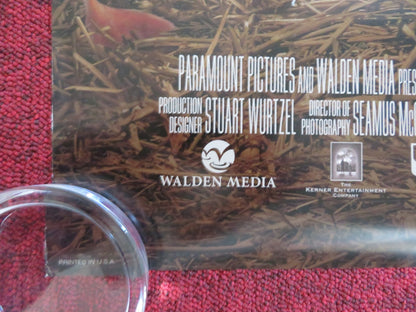 PARAMOUNT PICTURES AND WALDEN MEDIA
PRODUCTION DESIGNER STUART WURTZEL DIRECTOR OF PHOTOGRAPHY SEAMUS
WALDEN MEDIA
THE
KERNER ENTERTAINMENT
COMPANY
PRINTED IN U.S.A.